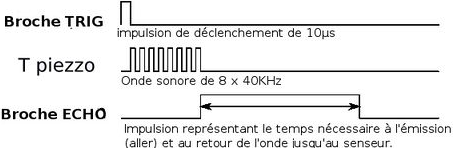 Broche TRIG
impulsion de déclenchement de 10µs
T piezzo
Onde sonore de 8 x 40KHz
Broche ECHO
Impulsion représentant le temps nécessaire à l'émission
(aller) et au retour de l'onde jusqu'au senseur.